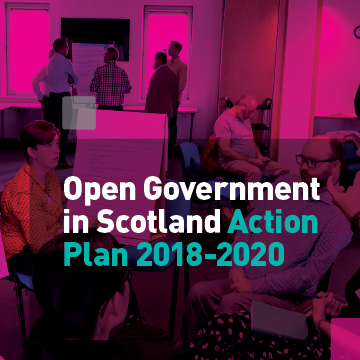 Open Government
in Scotland Action
Plan 2018-2020